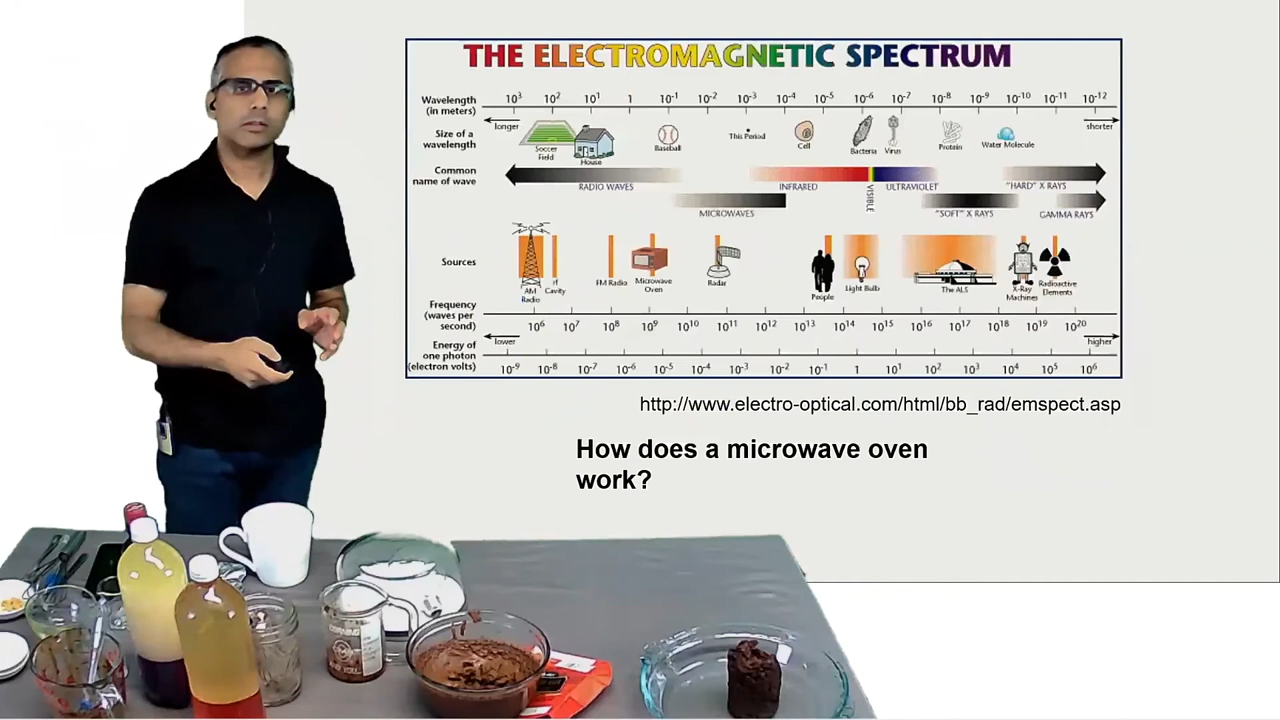 THE ELECTROMAGNETIC SPECTRUM
Wavelength
(in meters)
10³ 10² 10¹ 1 10⁻¹ 10⁻² 10⁻³ 10⁻⁴ 10⁻⁵ 10⁻⁶ 10⁻⁷ 10⁻⁸ 10⁻⁹ 10⁻¹⁰ 10⁻¹¹ 10⁻¹²
longer
shorter
Size of a
wavelength
Soccer
Field
House
Baseball
This Period
Cell
Bacteria
Virus
Protein
Water Molecule
Common
name of wave
RADIO WAVES
INFRARED
VISIBLE
ULTRAVIOLET
"HARD" X RAYS
MICROWAVES
"SOFT" X RAYS
GAMMA RAYS
Sources
AM
Radio
rf
Cavity
FM Radio
Microwave
Oven
Radar
People
Light Bulb
The ALS
X-Ray
Machines
Radioactive
Elements
Frequency
(waves per
second)
10⁶ 10⁷ 10⁸ 10⁹ 10¹⁰ 10¹¹ 10¹² 10¹³ 10¹⁴ 10¹⁵ 10¹⁶ 10¹⁷ 10¹⁸ 10¹⁹ 10²⁰
lower
higher
Energy of
one photon
(electron volts)
10⁻⁹ 10⁻⁸ 10⁻⁷ 10⁻⁶ 10⁻⁵ 10⁻⁴ 10⁻³ 10⁻² 10⁻¹ 1 10¹ 10² 10³ 10⁴ 10⁵ 10⁶
http://www.electro-optical.com/html/bb_rad/emspect.asp
How does a microwave oven
work?